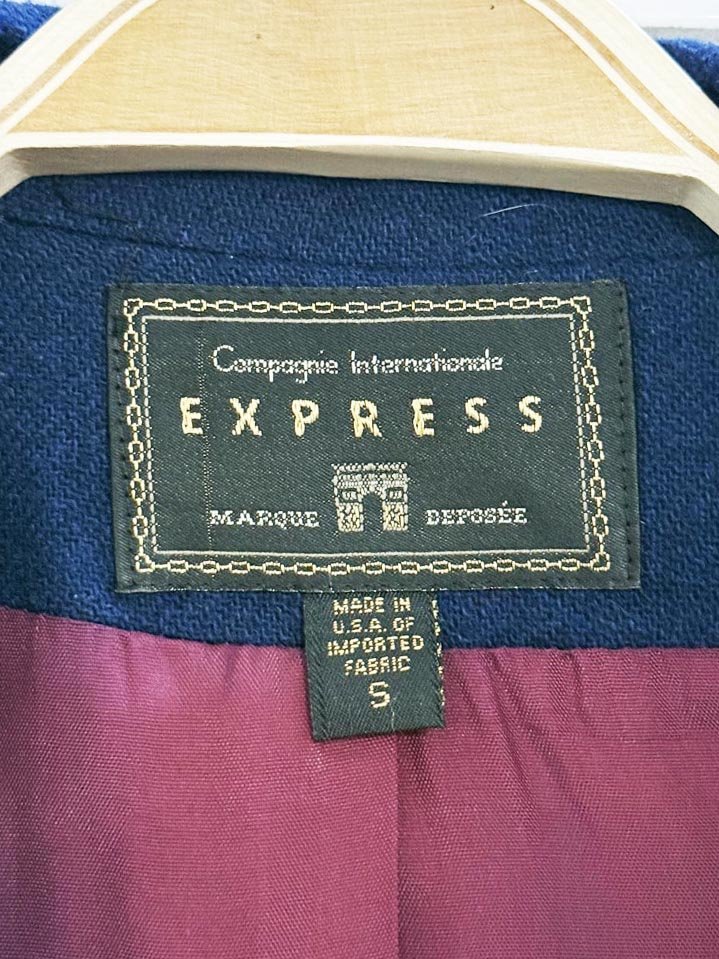 Compagnie Internationale
EXPRESS
MARQUE DEPOSÉE
MADE IN
U.S.A. OF
IMPORTED
FABRIC
S